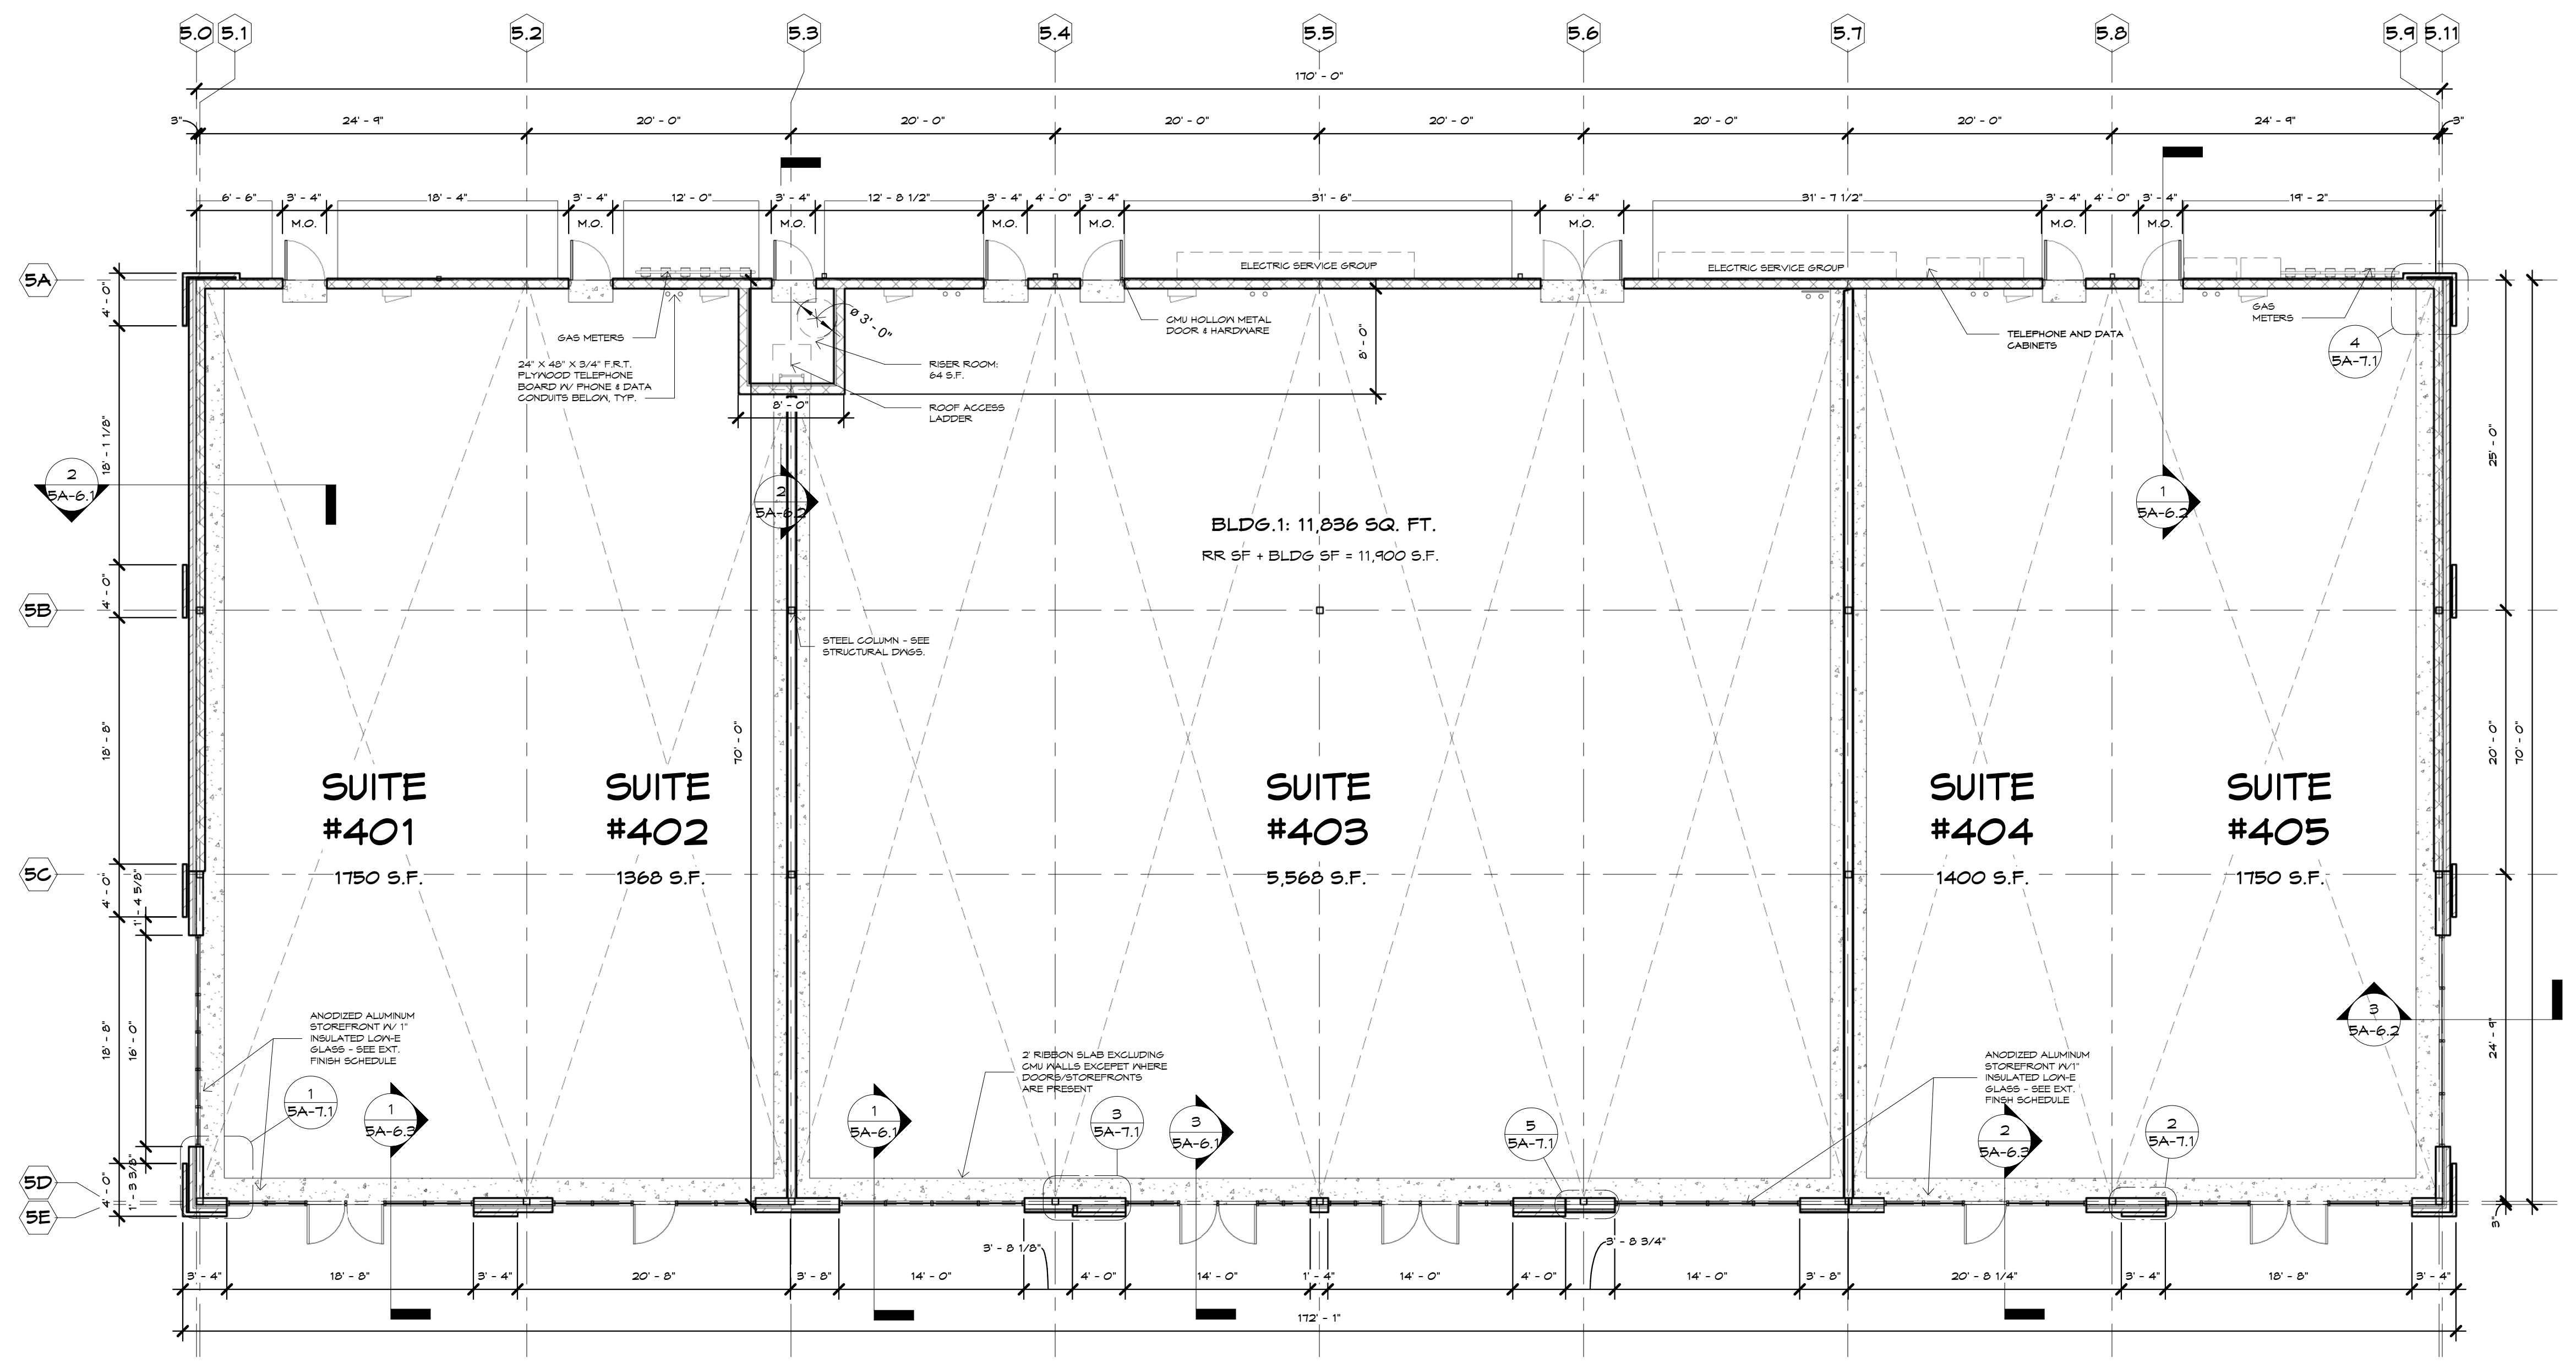 5.0 5.1 5.2 5.3 5.4 5.5 5.6 5.7 5.8 5.9 5.11
170' - 0"
3" 24' - 9" 20' - 0" 20' - 0" 20' - 0" 20' - 0" 20' - 0" 20' - 0" 24' - 9" 3"
6' - 6" 3' - 4" 18' - 4" 3' - 4" 12' - 0" 3' - 4" 12' - 8 1/2" 3' - 4" 4' - 0" 3' - 4" 31' - 6" 6' - 4" 31' - 7 1/2" 3' - 4" 4' - 0" 3' - 4" 19' - 2"
M.O. M.O. M.O. M.O. M.O. M.O. M.O. M.O.
5A
ELECTRIC SERVICE GROUP
ELECTRIC SERVICE GROUP
4' - 0"
GAS METERS
24" X 48" X 3/4" F.R.T.
PLYWOOD TELEPHONE
BOARD W/ PHONE & DATA
CONDUITS BELOW, TYP.
Ø 3' - 0"
RISER ROOM:
64 S.F.
ROOF ACCESS
LADDER
8' - 0"
CMU HOLLOW METAL
DOOR & HARDWARE
8' - 0"
TELEPHONE AND DATA
CABINETS
GAS
METERS
4
5A-7.1
18' - 1 1/8"
25' - 0"
2
5A-6.1
2
5A-6.2
1
5A-6.2
BLDG.1: 11,836 SQ. FT.
RR SF + BLDG SF = 11,900 S.F.
4' - 0"
5B
STEEL COLUMN - SEE
STRUCTURAL DWGS.
18' - 8"
70' - 0"
20' - 0"
70' - 0"
SUITE
#401
1750 S.F.
SUITE
#402
1368 S.F.
SUITE
#403
5,568 S.F.
SUITE
#404
1400 S.F.
SUITE
#405
1750 S.F.
5C
4' - 0"
1' - 4 5/8"
18' - 8"
16' - 0"
24' - 9"
ANODIZED ALUMINUM
STOREFRONT W/ 1"
INSULATED LOW-E
GLASS - SEE EXT.
FINISH SCHEDULE
2' RIBBON SLAB EXCLUDING
CMU WALLS EXCEPET WHERE
DOORS/STOREFRONTS
ARE PRESENT
ANODIZED ALUMINUM
STOREFRONT W/1"
INSULATED LOW-E
GLASS - SEE EXT.
FINSH SCHEDULE
3
5A-6.2
1
5A-7.1
1
5A-6.3
1
5A-6.1
3
5A-7.1
3
5A-6.1
5
5A-7.1
2
5A-6.3
2
5A-7.1
5D
5E
4' - 0"
1' - 3 3/8"
3"
3' - 8 1/8"
3' - 8 3/4"
3' - 4" 18' - 8" 3' - 4" 20' - 8" 3' - 8" 14' - 0" 4' - 0" 14' - 0" 1' - 4" 14' - 0" 4' - 0" 14' - 0" 3' - 8" 20' - 8 1/4" 3' - 4" 18' - 8" 3' - 4"
172' - 1"